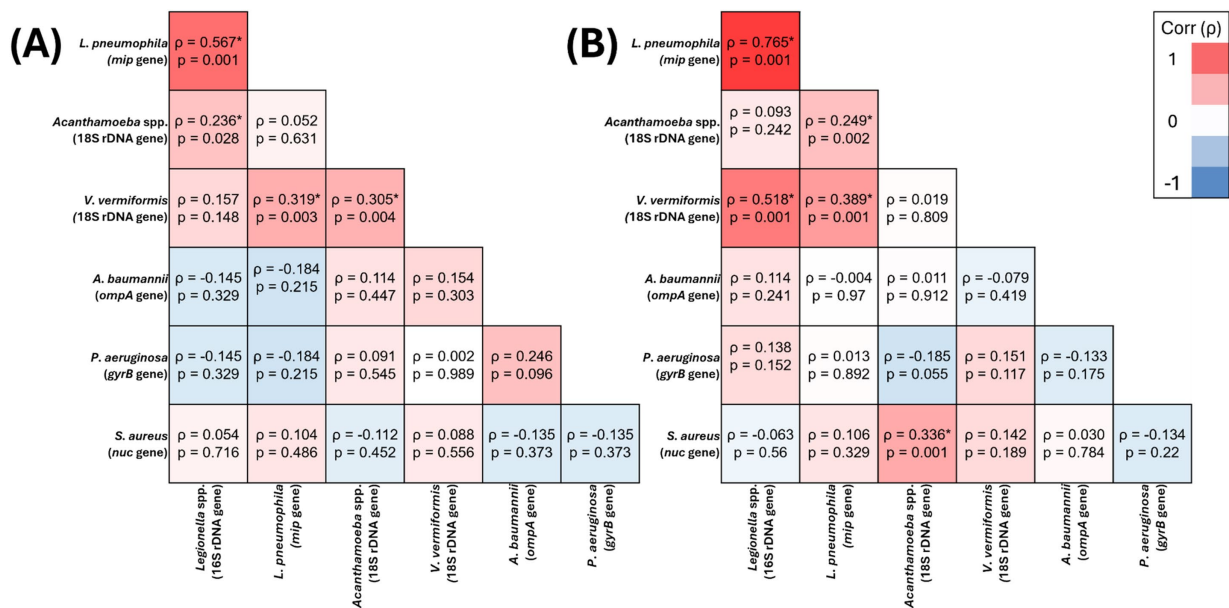 (A)
L. pneumophila
(mip gene)
ρ = 0.567*
p = 0.001
Acanthamoeba spp.
(18S rDNA gene)
ρ = 0.236*
p = 0.028
ρ = 0.052
p = 0.631
V. vermiformis
(18S rDNA gene)
ρ = 0.157
p = 0.148
ρ = 0.319*
p = 0.003
ρ = 0.305*
p = 0.004
A. baumannii
(ompA gene)
ρ = -0.145
p = 0.329
ρ = -0.184
p = 0.215
ρ = 0.114
p = 0.447
ρ = 0.154
p = 0.303
P. aeruginosa
(gyrB gene)
ρ = -0.145
p = 0.329
ρ = -0.184
p = 0.215
ρ = 0.091
p = 0.545
ρ = 0.002
p = 0.989
ρ = 0.246
p = 0.096
S. aureus
(nuc gene)
ρ = 0.054
p = 0.716
ρ = 0.104
p = 0.486
ρ = -0.112
p = 0.452
ρ = 0.088
p = 0.556
ρ = -0.135
p = 0.373
ρ = -0.135
p = 0.373
Legionella spp.
(16S rDNA gene)
L. pneumophila
(mip gene)
Acanthamoeba spp.
(18S rDNA gene)
V. vermiformis
(18S rDNA gene)
A. baumannii
(ompA gene)
P. aeruginosa
(gyrB gene)
(B)
L. pneumophila
(mip gene)
ρ = 0.765*
p = 0.001
Acanthamoeba spp.
(18S rDNA gene)
ρ = 0.093
p = 0.242
ρ = 0.249*
p = 0.002
V. vermiformis
(18S rDNA gene)
ρ = 0.518*
p = 0.001
ρ = 0.389*
p = 0.001
ρ = 0.019
p = 0.809
A. baumannii
(ompA gene)
ρ = 0.114
p = 0.241
ρ = -0.004
p = 0.97
ρ = 0.011
p = 0.912
ρ = -0.079
p = 0.419
P. aeruginosa
(gyrB gene)
ρ = 0.138
p = 0.152
ρ = 0.013
p = 0.892
ρ = -0.185
p = 0.055
ρ = 0.151
p = 0.117
ρ = -0.133
p = 0.175
S. aureus
(nuc gene)
ρ = -0.063
p = 0.56
ρ = 0.106
p = 0.329
ρ = 0.336*
p = 0.001
ρ = 0.142
p = 0.189
ρ = 0.030
p = 0.784
ρ = -0.134
p = 0.22
Legionella spp.
(16S rDNA gene)
L. pneumophila
(mip gene)
Acanthamoeba spp.
(18S rDNA gene)
V. vermiformis
(18S rDNA gene)
A. baumannii
(ompA gene)
P. aeruginosa
(gyrB gene)
Corr (ρ)
1
0
-1